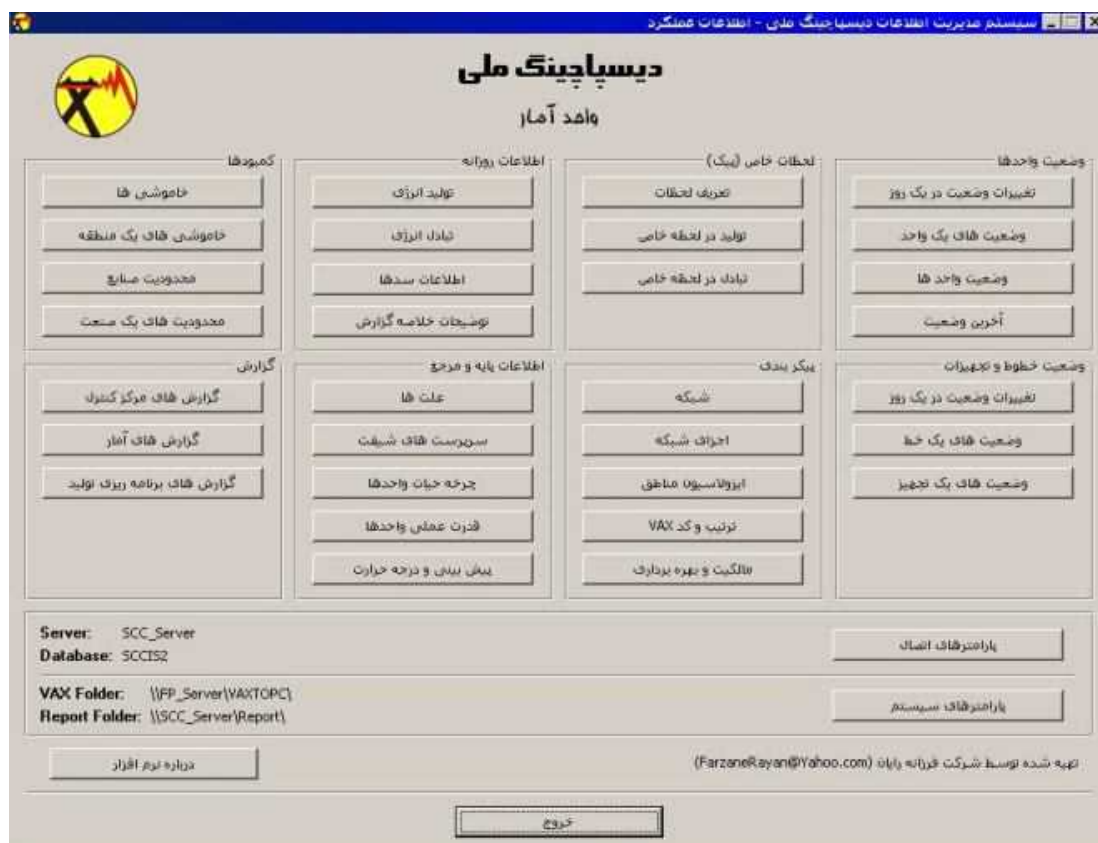 سیستم مدیریت اطلاعات دیسپاچینگ ملی - اطلاعات عملکرد
دیسپاچینگ ملی
واحد آمار
وضعیت واحدها
تغییرات وضعیت در یک روز
وضعیت های یک واحد
وضعیت واحد ها
آخرین وضعیت
لحظات خاص (پیک)
تعریف لحظات
تولید در لحظه خاص
تبادل در لحظه خاص
اطلاعات روزانه
تولید انرژی
تبادل انرژی
اطلاعات سدها
توضیحات خلاصه گزارش
کمبودها
خاموشی ها
خاموشی های یک منطقه
محدودیت صنایع
محدودیت های یک صنعت
وضعیت خطوط و تجهیزات
تغییرات وضعیت در یک روز
وضعیت های یک خط
وضعیت های یک تجهیز
پیکر بندی
شبکه
اجزای شبکه
ایزولاسیون مناطق
ترتیب و کد VAX
مالکیت و بهره برداری
اطلاعات پایه و مرجع
علت ها
سرپرست های شیفت
چرخه حیات واحدها
قدرت عملی واحدها
پیش بینی و درجه حرارت
گزارش
گزارش های مرکز کنترل
گزارش های آمار
گزارش های برنامه ریزی تولید
Server: SCC_Server
Database: SCCIS2
پارامترهای اتصال
VAX Folder: \\FP_Server\VAXTOPC\
Report Folder: \\SCC_Server\Report\
پارامترهای سیستم
تهیه شده توسط شرکت فرزانه رایان (FarzaneRayan@Yahoo.com)
درباره نرم افزار
خروج